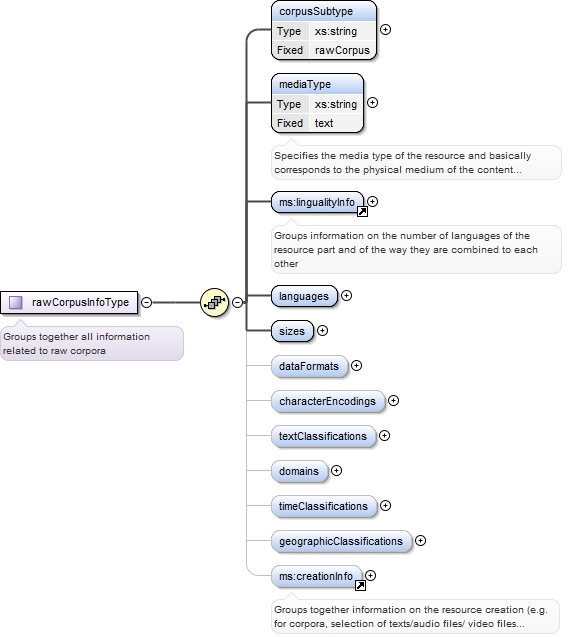 corpusSubtype
Type xs:string
Fixed rawCorpus
mediaType
Type xs:string
Fixed text
Specifies the media type of the resource and basically
corresponds to the physical medium of the content...
ms:lingualityInfo
Groups information on the number of languages of the
resource part and of the way they are combined to each
other
rawCorpusInfoType
Groups together all information
related to raw corpora
languages
sizes
dataFormats
characterEncodings
textClassifications
domains
timeClassifications
geographicClassifications
ms:creationInfo
Groups together information on the resource creation (e.g.
for corpora, selection of texts/audio files/ video files...